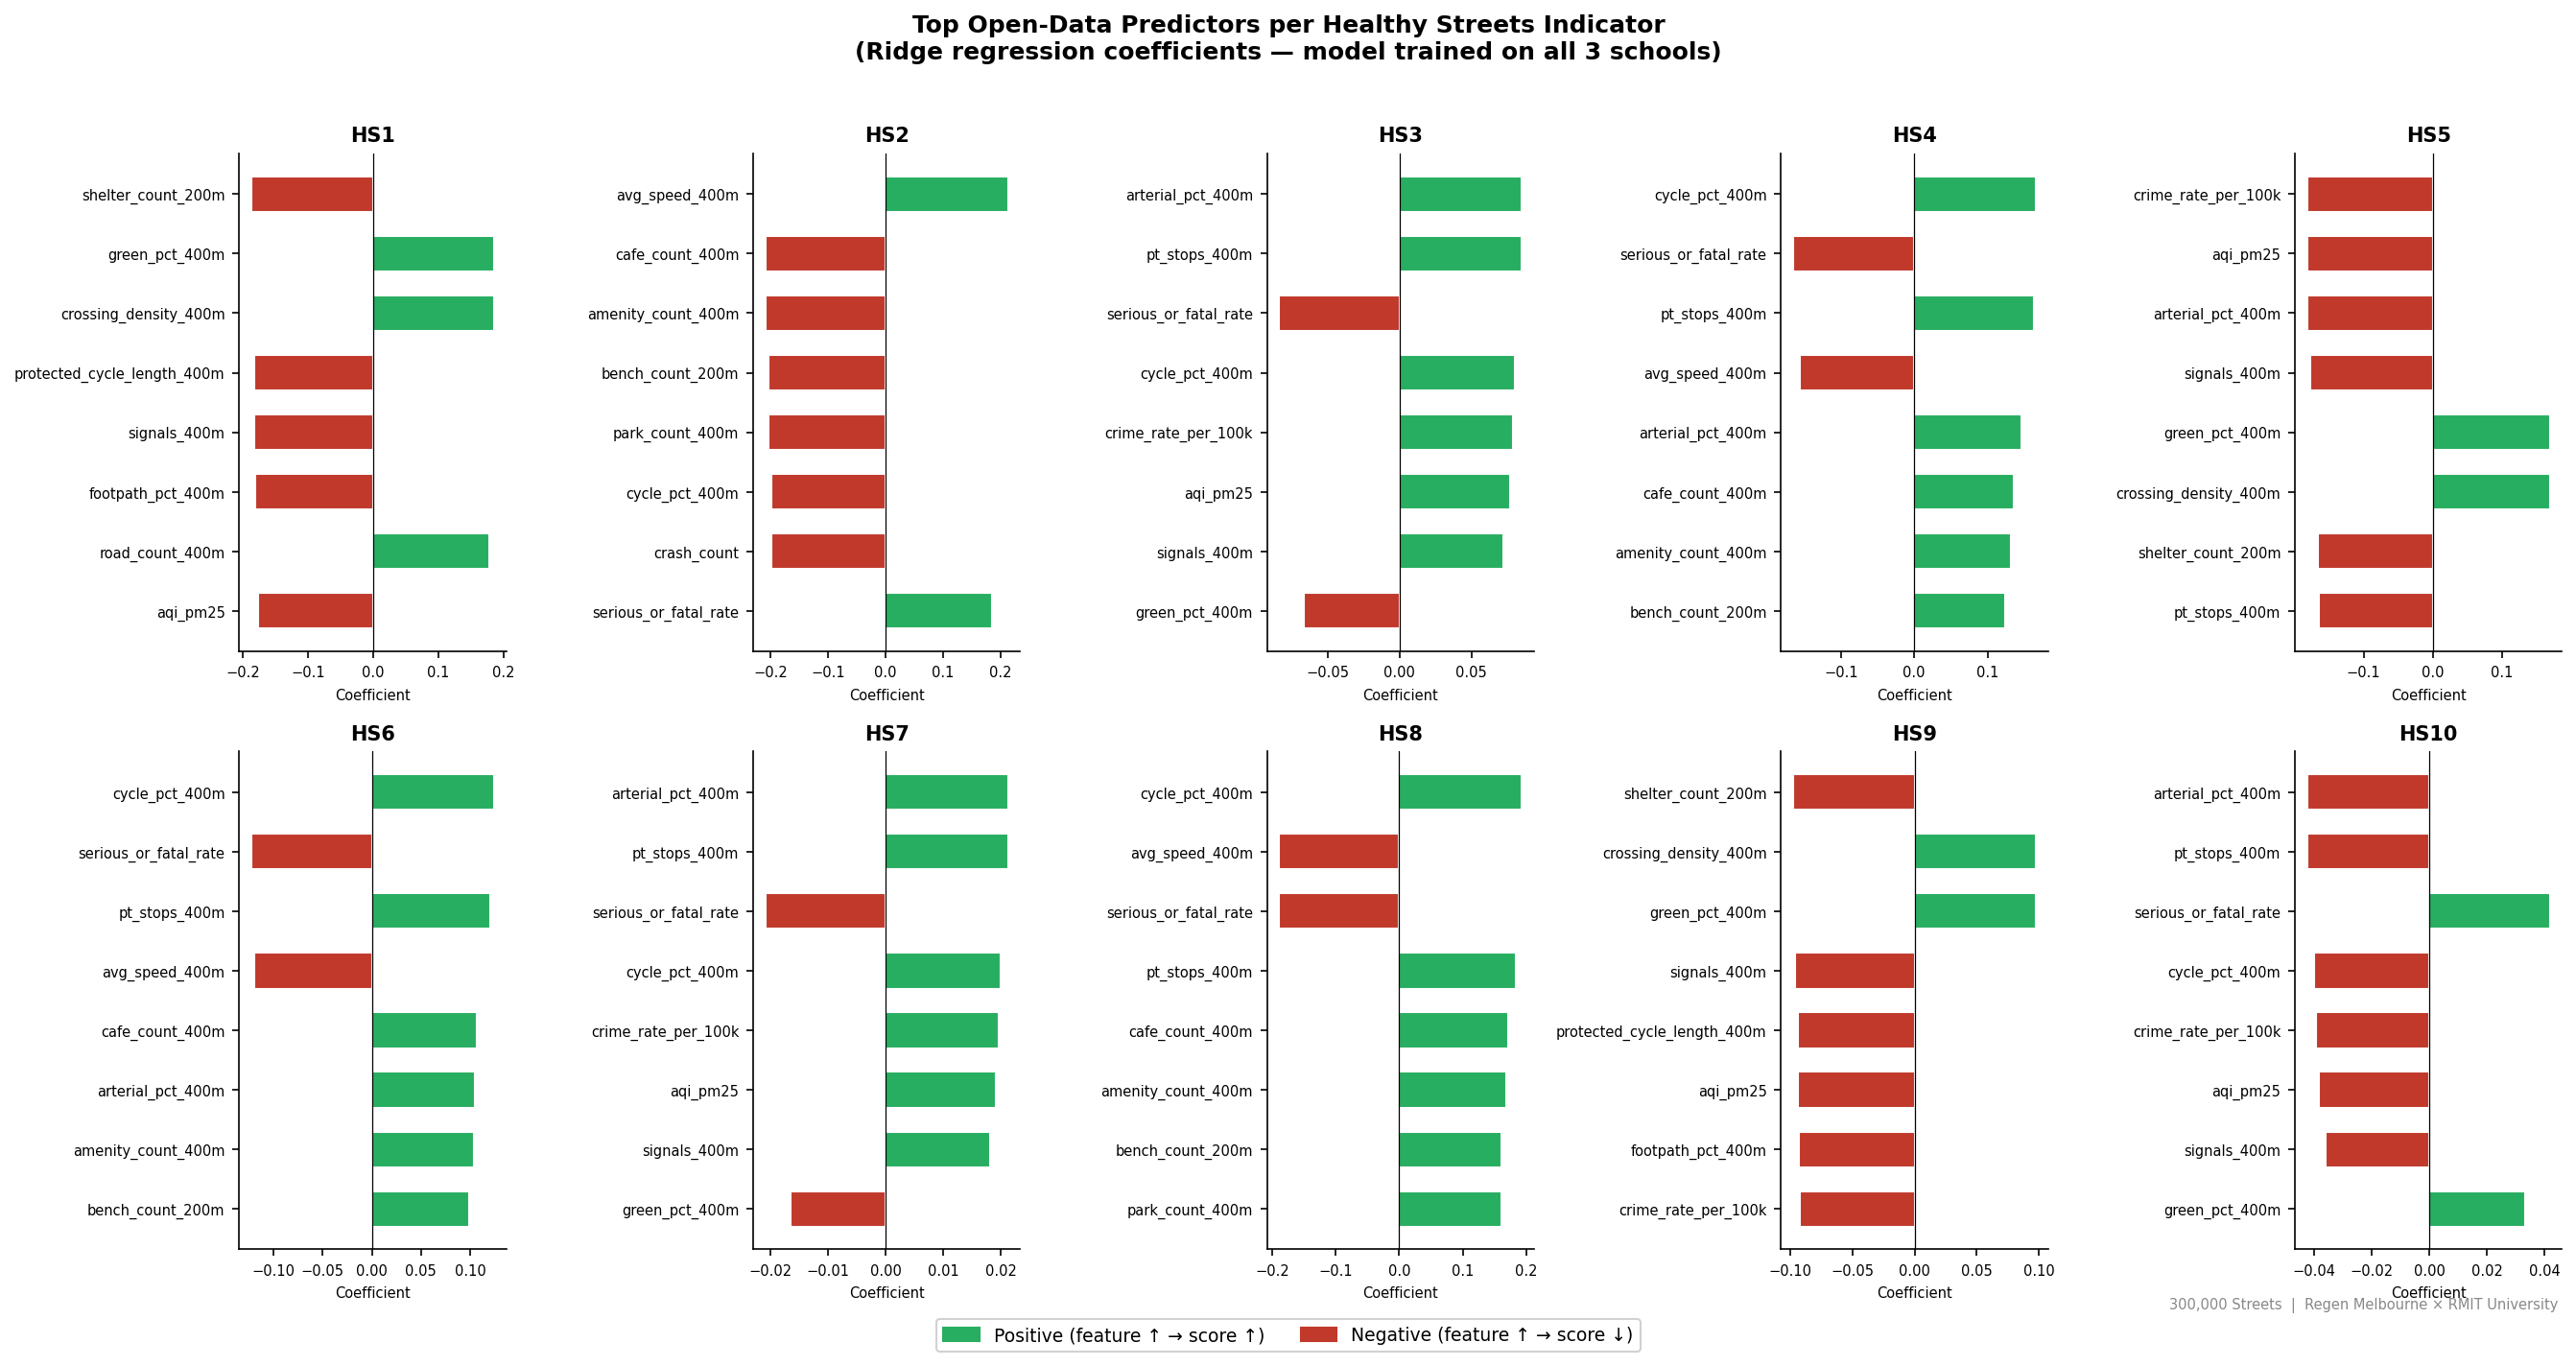 Top Open-Data Predictors per Healthy Streets Indicator
(Ridge regression coefficients — model trained on all 3 schools)
HS1
shelter_count_200m
green_pct_400m
crossing_density_400m
protected_cycle_length_400m
signals_400m
footpath_pct_400m
road_count_400m
aqi_pm25
−0.2 −0.1 0.0 0.1 0.2
Coefficient
HS2
avg_speed_400m
cafe_count_400m
amenity_count_400m
bench_count_200m
park_count_400m
cycle_pct_400m
crash_count
serious_or_fatal_rate
−0.2 −0.1 0.0 0.1 0.2
Coefficient
HS3
arterial_pct_400m
pt_stops_400m
serious_or_fatal_rate
cycle_pct_400m
crime_rate_per_100k
aqi_pm25
signals_400m
green_pct_400m
−0.05 0.00 0.05
Coefficient
HS4
cycle_pct_400m
serious_or_fatal_rate
pt_stops_400m
avg_speed_400m
arterial_pct_400m
cafe_count_400m
amenity_count_400m
bench_count_200m
−0.1 0.0 0.1
Coefficient
HS5
crime_rate_per_100k
aqi_pm25
arterial_pct_400m
signals_400m
green_pct_400m
crossing_density_400m
shelter_count_200m
pt_stops_400m
−0.1 0.0 0.1
Coefficient
HS6
cycle_pct_400m
serious_or_fatal_rate
pt_stops_400m
avg_speed_400m
cafe_count_400m
arterial_pct_400m
amenity_count_400m
bench_count_200m
−0.10 −0.05 0.00 0.05 0.10
Coefficient
HS7
arterial_pct_400m
pt_stops_400m
serious_or_fatal_rate
cycle_pct_400m
crime_rate_per_100k
aqi_pm25
signals_400m
green_pct_400m
−0.02 −0.01 0.00 0.01 0.02
Coefficient
HS8
cycle_pct_400m
avg_speed_400m
serious_or_fatal_rate
pt_stops_400m
cafe_count_400m
amenity_count_400m
bench_count_200m
park_count_400m
−0.2 −0.1 0.0 0.1 0.2
Coefficient
HS9
shelter_count_200m
crossing_density_400m
green_pct_400m
signals_400m
protected_cycle_length_400m
aqi_pm25
footpath_pct_400m
crime_rate_per_100k
−0.10 −0.05 0.00 0.05 0.10
Coefficient
HS10
arterial_pct_400m
pt_stops_400m
serious_or_fatal_rate
cycle_pct_400m
crime_rate_per_100k
aqi_pm25
signals_400m
green_pct_400m
−0.04 −0.02 0.00 0.02 0.04
Coefficient
300,000 Streets | Regen Melbourne × RMIT University
Positive (feature ↑ → score ↑) Negative (feature ↑ → score ↓)